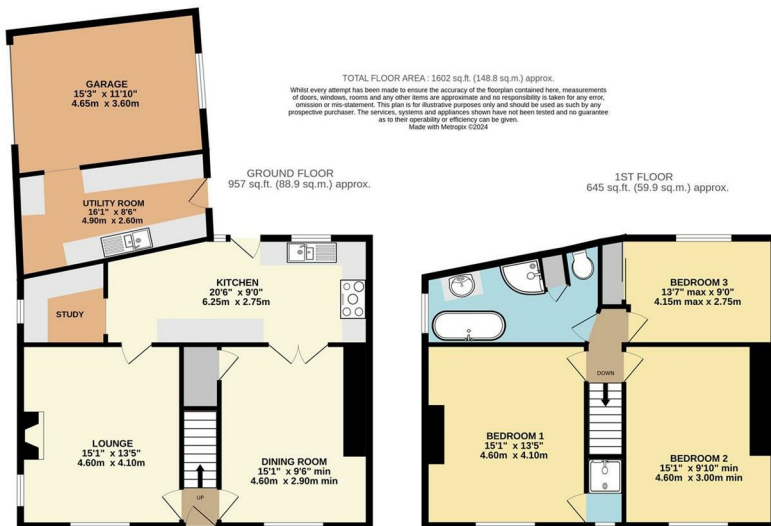 TOTAL FLOOR AREA : 1602 sq.ft. (148.8 sq.m.) approx.
Whilst every attempt has been made to ensure the accuracy of the floorplan contained here, measurements
of doors, windows, rooms and any other items are approximate and no responsibility is taken for any error,
omission or mis-statement. This plan is for illustrative purposes only and should be used as such by any
prospective purchaser. The services, systems and appliances shown have not been tested and no guarantee
as to their operability or efficiency can be given.
Made with Metropix ©2024
GROUND FLOOR
957 sq.ft. (88.9 sq.m.) approx.
GARAGE
15'3" x 11'10"
4.65m x 3.60m
UTILITY ROOM
16'1" x 8'6"
4.90m x 2.60m
KITCHEN
20'6" x 9'0"
6.25m x 2.75m
STUDY
LOUNGE
15'1" x 13'5"
4.60m x 4.10m
DINING ROOM
15'1" x 9'6" min
4.60m x 2.90m min
UP
1ST FLOOR
645 sq.ft. (59.9 sq.m.) approx.
BEDROOM 3
13'7" max x 9'0"
4.15m max x 2.75m
DOWN
BEDROOM 1
15'1" x 13'5"
4.60m x 4.10m
BEDROOM 2
15'1" x 9'10" min
4.60m x 3.00m min